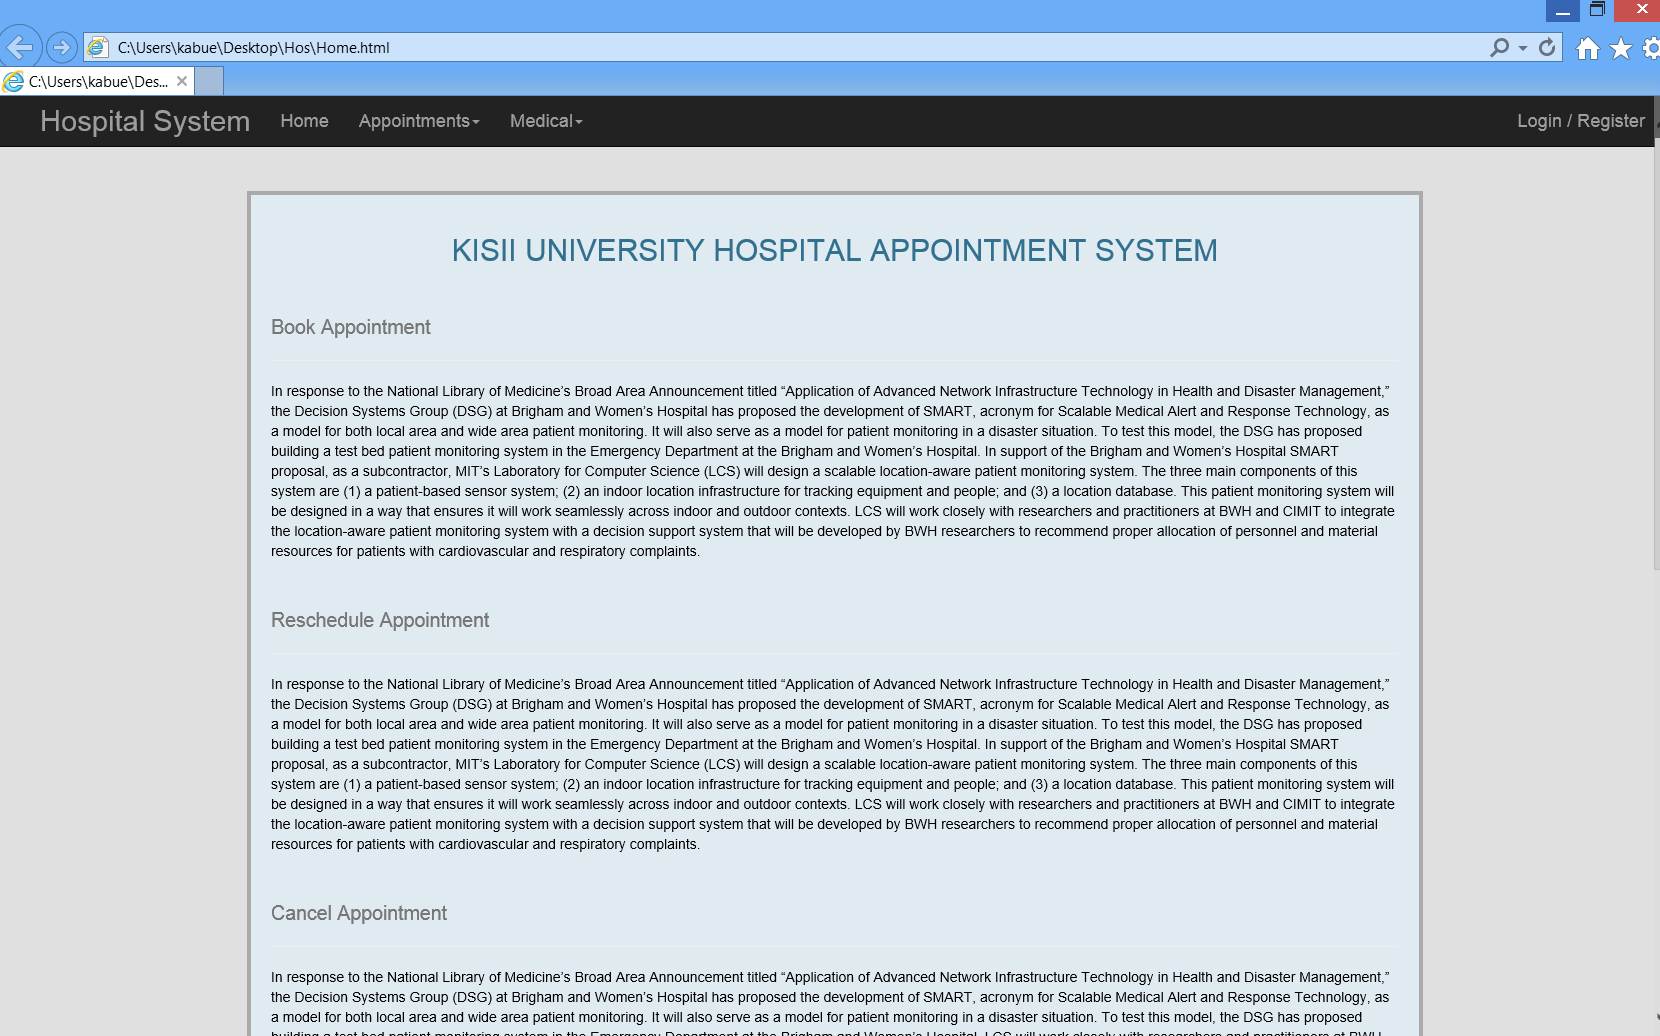 C:\Users\kabue\Desktop\Hos\Home.html
C:\Users\kabue\Des...
Hospital System Home Appointments Medical Login / Register
KISII UNIVERSITY HOSPITAL APPOINTMENT SYSTEM
Book Appointment
In response to the National Library of Medicine’s Broad Area Announcement titled “Application of Advanced Network Infrastructure Technology in Health and Disaster Management,”
the Decision Systems Group (DSG) at Brigham and Women’s Hospital has proposed the development of SMART, acronym for Scalable Medical Alert and Response Technology, as
a model for both local area and wide area patient monitoring. It will also serve as a model for patient monitoring in a disaster situation. To test this model, the DSG has proposed
building a test bed patient monitoring system in the Emergency Department at the Brigham and Women’s Hospital. In support of the Brigham and Women’s Hospital SMART
proposal, as a subcontractor, MIT’s Laboratory for Computer Science (LCS) will design a scalable location-aware patient monitoring system. The three main components of this
system are (1) a patient-based sensor system; (2) an indoor location infrastructure for tracking equipment and people; and (3) a location database. This patient monitoring system will
be designed in a way that ensures it will work seamlessly across indoor and outdoor contexts. LCS will work closely with researchers and practitioners at BWH and CIMIT to integrate
the location-aware patient monitoring system with a decision support system that will be developed by BWH researchers to recommend proper allocation of personnel and material
resources for patients with cardiovascular and respiratory complaints.
Reschedule Appointment
In response to the National Library of Medicine’s Broad Area Announcement titled “Application of Advanced Network Infrastructure Technology in Health and Disaster Management,”
the Decision Systems Group (DSG) at Brigham and Women’s Hospital has proposed the development of SMART, acronym for Scalable Medical Alert and Response Technology, as
a model for both local area and wide area patient monitoring. It will also serve as a model for patient monitoring in a disaster situation. To test this model, the DSG has proposed
building a test bed patient monitoring system in the Emergency Department at the Brigham and Women’s Hospital. In support of the Brigham and Women’s Hospital SMART
proposal, as a subcontractor, MIT’s Laboratory for Computer Science (LCS) will design a scalable location-aware patient monitoring system. The three main components of this
system are (1) a patient-based sensor system; (2) an indoor location infrastructure for tracking equipment and people; and (3) a location database. This patient monitoring system will
be designed in a way that ensures it will work seamlessly across indoor and outdoor contexts. LCS will work closely with researchers and practitioners at BWH and CIMIT to integrate
the location-aware patient monitoring system with a decision support system that will be developed by BWH researchers to recommend proper allocation of personnel and material
resources for patients with cardiovascular and respiratory complaints.
Cancel Appointment
In response to the National Library of Medicine’s Broad Area Announcement titled “Application of Advanced Network Infrastructure Technology in Health and Disaster Management,”
the Decision Systems Group (DSG) at Brigham and Women’s Hospital has proposed the development of SMART, acronym for Scalable Medical Alert and Response Technology, as
a model for both local area and wide area patient monitoring. It will also serve as a model for patient monitoring in a disaster situation. To test this model, the DSG has proposed